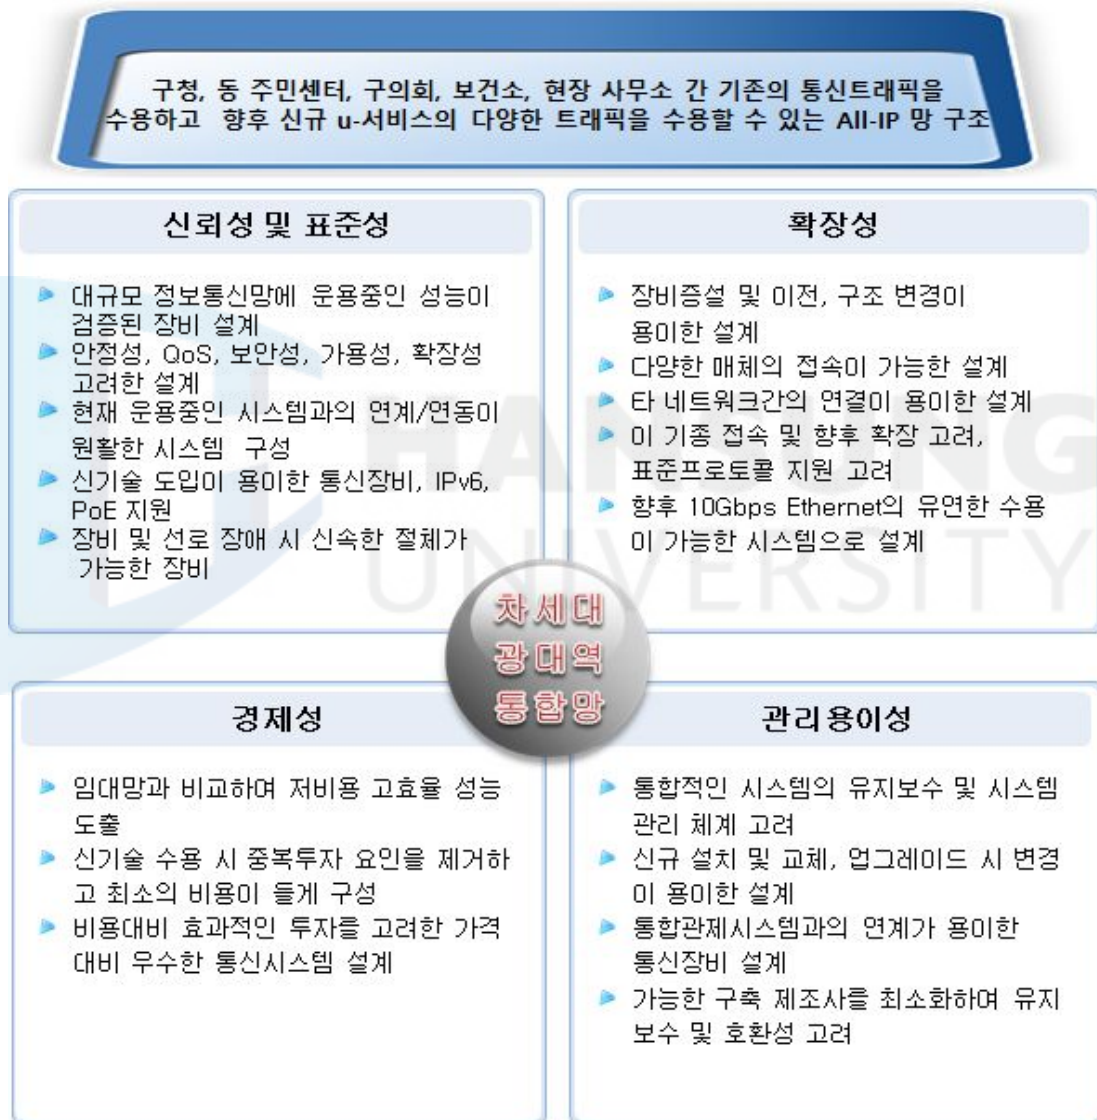 구청, 동 주민센터, 구의회, 보건소, 현장 사무소 간 기존의 통신트래픽을
수용하고 향후 신규 u-서비스의 다양한 트래픽을 수용할 수 있는 All-IP 망 구조
신뢰성 및 표준성
대규모 정보통신망에 운용중인 성능이
검증된 장비 설계
안정성, QoS, 보안성, 가용성, 확장성
고려한 설계
현재 운용중인 시스템과의 연계/연동이
원활한 시스템 구성
신기술 도입이 용이한 통신장비, IPv6,
PoE 지원
장비 및 선로 장애 시 신속한 절체가
가능한 장비
확장성
장비증설 및 이전, 구조 변경이
용이한 설계
다양한 매체의 접속이 가능한 설계
타 네트워크간의 연결이 용이한 설계
이 기종 접속 및 향후 확장 고려,
표준프로토콜 지원 고려
향후 10Gbps Ethernet의 유연한 수용
이 가능한 시스템으로 설계
차세대
광대역
통합망
경제성
임대망과 비교하여 저비용 고효율 성능
도출
신기술 수용 시 중복투자 요인을 제거하
고 최소의 비용이 들게 구성
비용대비 효과적인 투자를 고려한 가격
대비 우수한 통신시스템 설계
관리용이성
통합적인 시스템의 유지보수 및 시스템
관리 체계 고려
신규 설치 및 교체, 업그레이드 시 변경
이 용이한 설계
통합관제시스템과의 연계가 용이한
통신장비 설계
가능한 구축 제조사를 최소화하여 유지
보수 및 호환성 고려
HANSUNG
UNIVERSITY